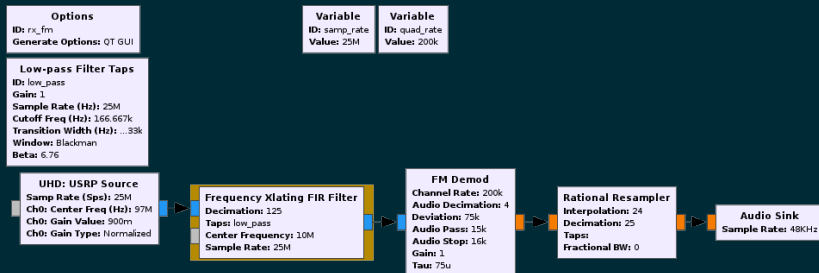 Options
ID: rx_fm
Generate Options: QT GUI
Variable
ID: samp_rate
Value: 25M
Variable
ID: quad_rate
Value: 200k
Low-pass Filter Taps
ID: low_pass
Gain: 1
Sample Rate (Hz): 25M
Cutoff Freq (Hz): 166.667k
Transition Width (Hz): ...33k
Window: Blackman
Beta: 6.76
UHD: USRP Source
Samp Rate (Sps): 25M
Ch0: Center Freq (Hz): 97M
Ch0: Gain Value: 900m
Ch0: Gain Type: Normalized
Frequency Xlating FIR Filter
Decimation: 125
Taps: low_pass
Center Frequency: 10M
Sample Rate: 25M
FM Demod
Channel Rate: 200k
Audio Decimation: 4
Deviation: 75k
Audio Pass: 15k
Audio Stop: 16k
Gain: 1
Tau: 75u
Rational Resampler
Interpolation: 24
Decimation: 25
Taps:
Fractional BW: 0
Audio Sink
Sample Rate: 48KHz